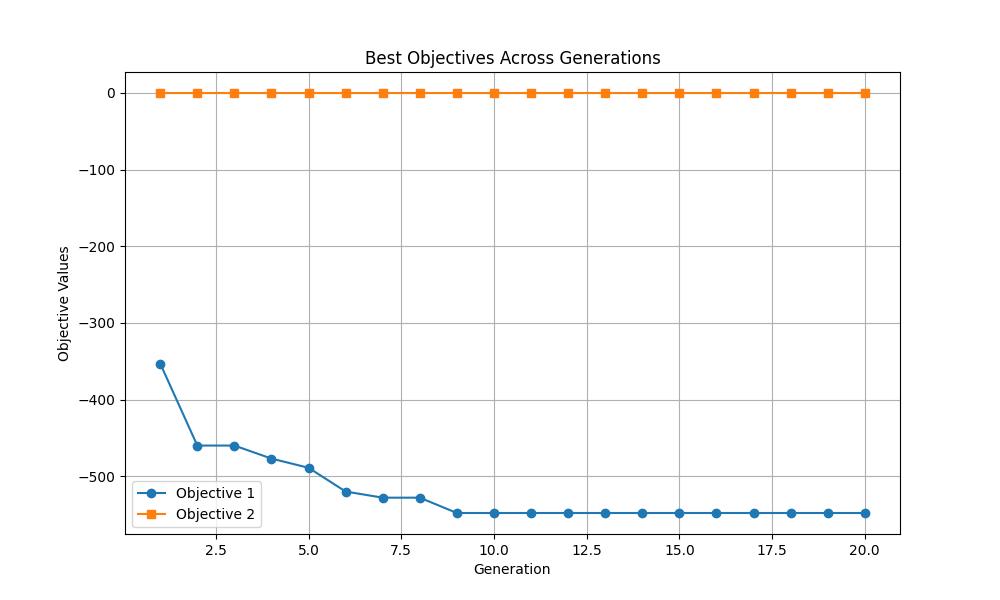 Best Objectives Across Generations
Objective Values
0
−100
−200
−300
−400
−500
Objective 1
Objective 2
2.5 5.0 7.5 10.0 12.5 15.0 17.5 20.0
Generation